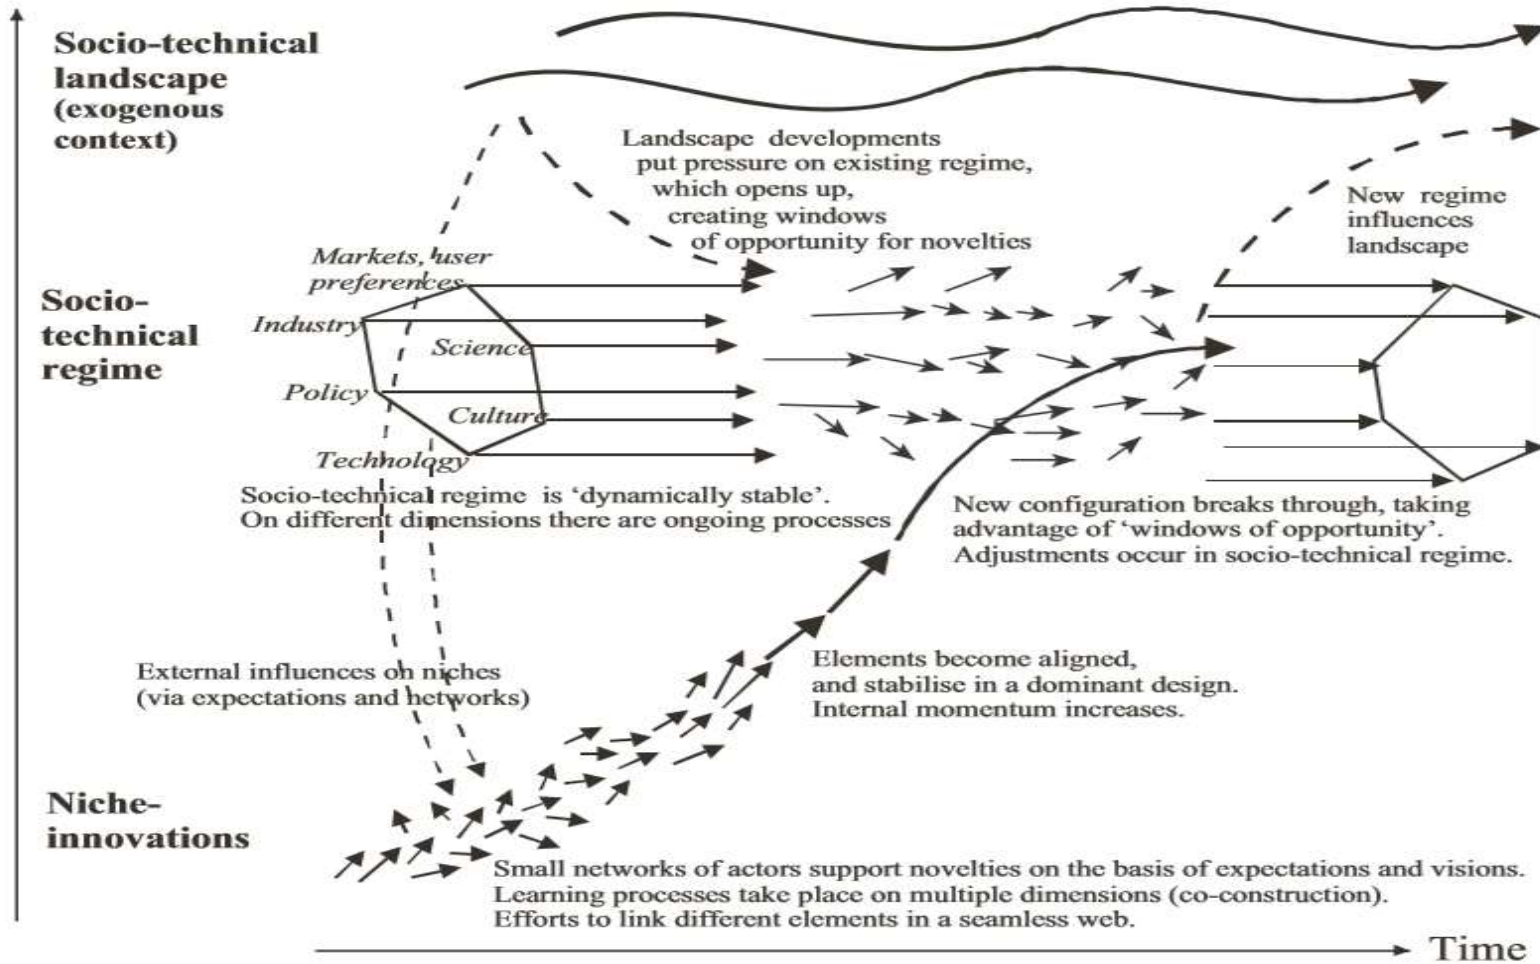 Socio-technical
landscape
(exogenous
context)
Landscape developments
put pressure on existing regime,
which opens up,
creating windows
of opportunity for novelties
New regime
influences
landscape
Markets, user
preferences
Socio-
technical
regime
Industry
Science
Policy
Culture
Technology
Socio-technical regime is ‘dynamically stable’.
On different dimensions there are ongoing processes
New configuration breaks through, taking
advantage of ‘windows of opportunity’.
Adjustments occur in socio-technical regime.
External influences on niches
(via expectations and networks)
Elements become aligned,
and stabilise in a dominant design.
Internal momentum increases.
Niche-
innovations
Small networks of actors support novelties on the basis of expectations and visions.
Learning processes take place on multiple dimensions (co-construction).
Efforts to link different elements in a seamless web.
Time